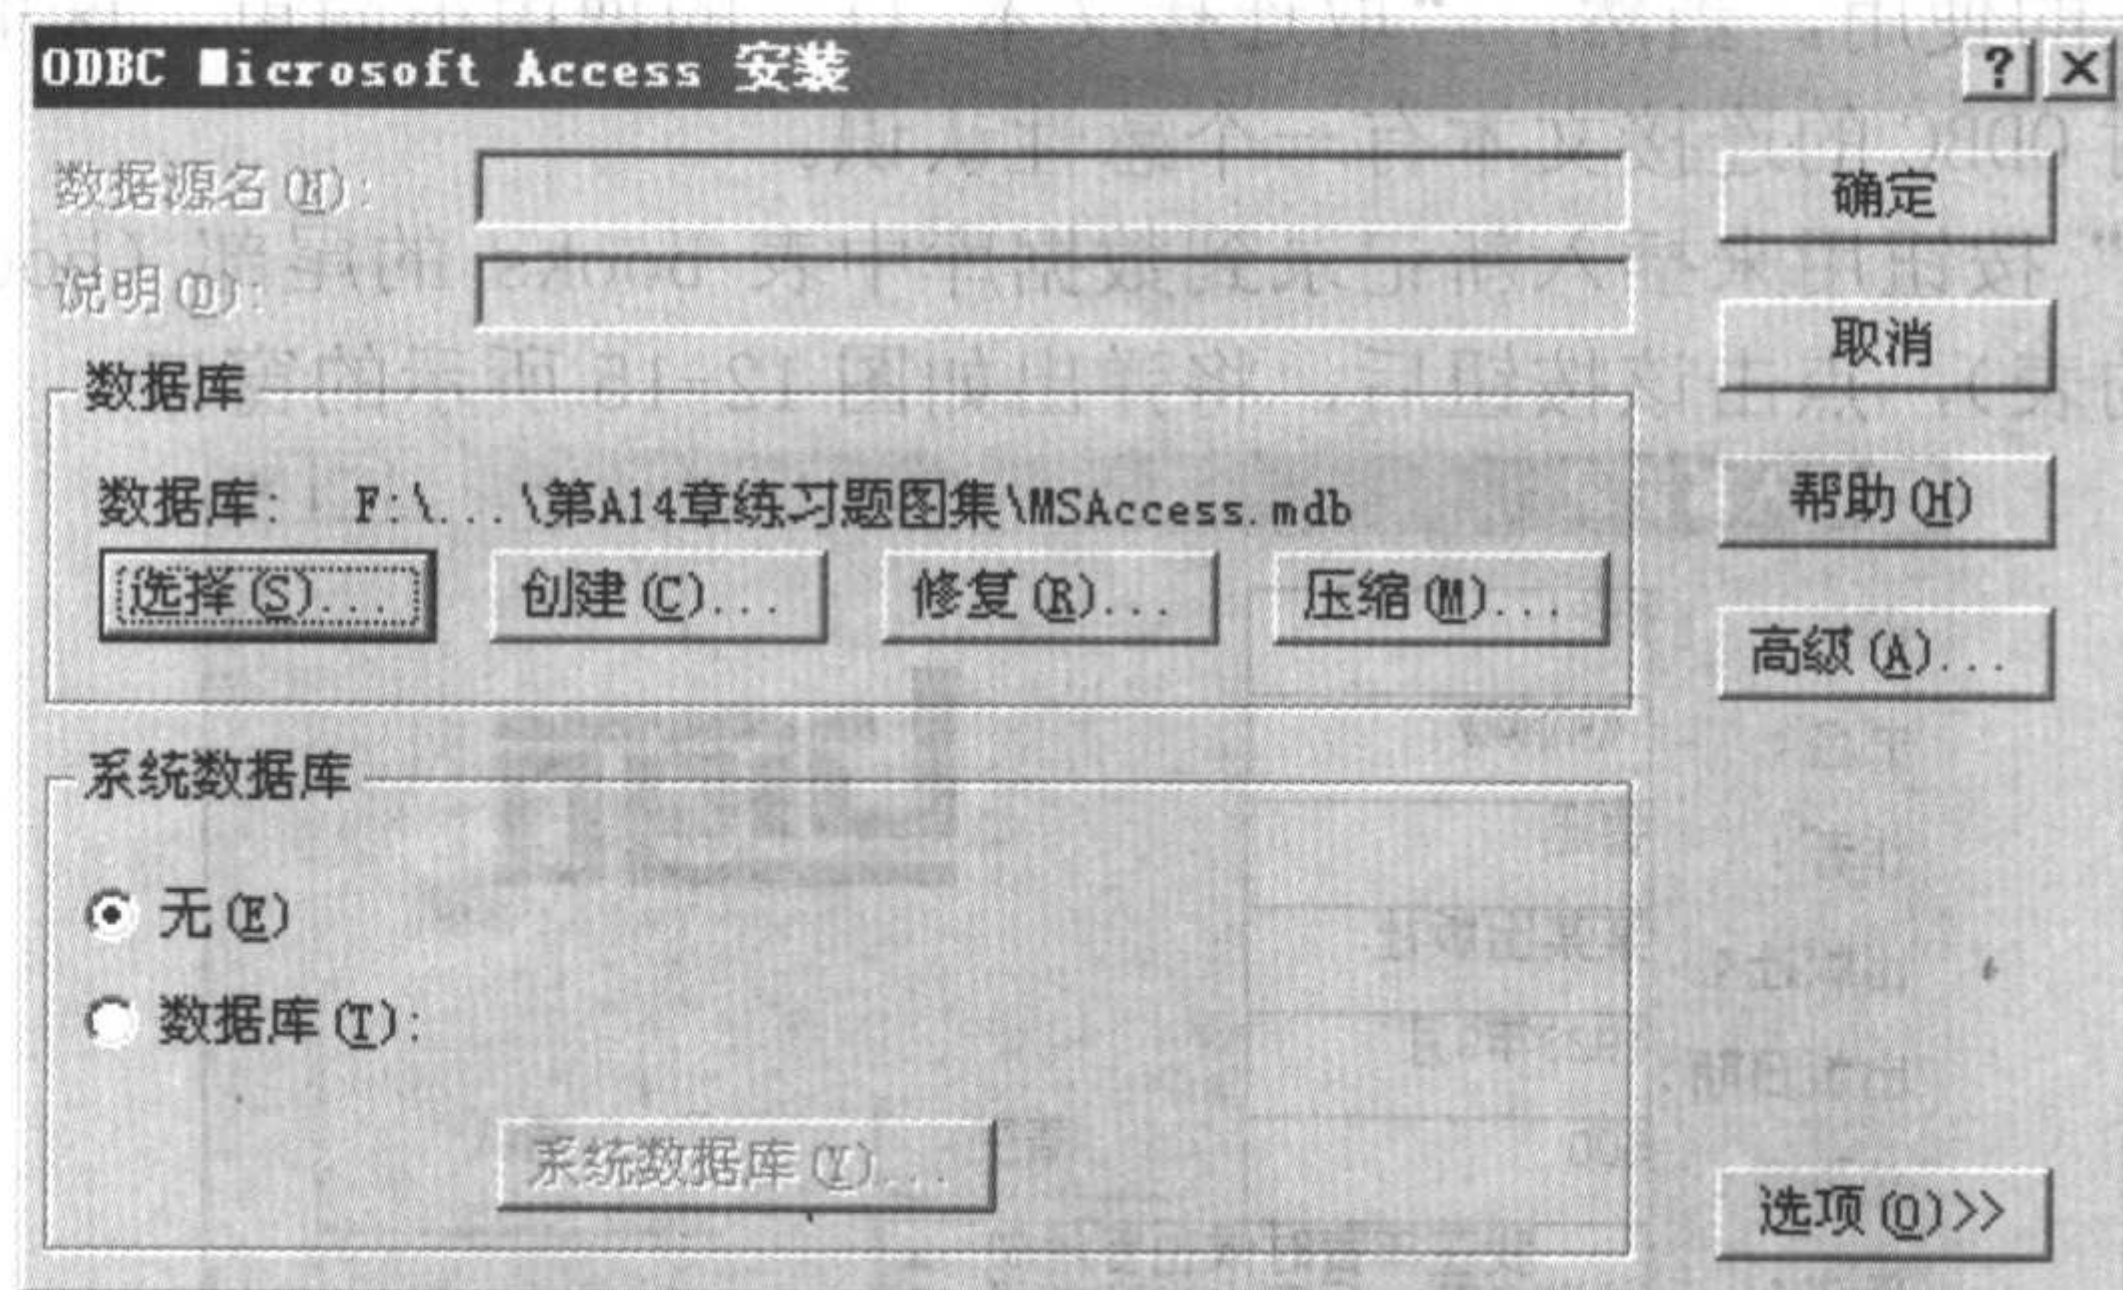 ODBC Microsoft Access 安装
数据源名(N):
说明(D):
确定
取消
帮助(H)
高级(A)...
选项(O)>>
数据库
数据库: F:\...\第A14章练习题图集\MSAccess.mdb
选择(S)... 创建(C)... 修复(R)... 压缩(M)...
系统数据库
无(E)
数据库(T):
系统数据库(Y)...